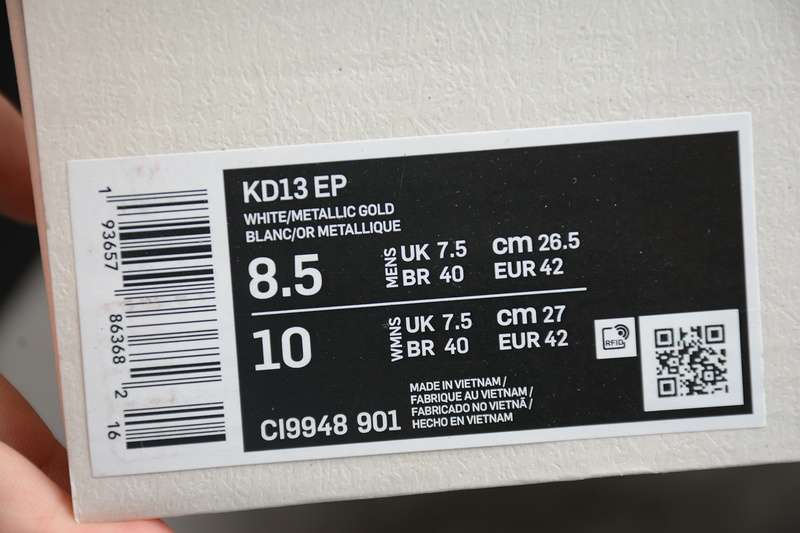 1 93657 86368 2 16
KD13 EP
WHITE/METALLIC GOLD
BLANC/OR METALLIQUE
8.5 MENS UK 7.5 cm 26.5
BR 40 EUR 42
10 WMNS UK 7.5 cm 27
BR 40 EUR 42
RFID
MADE IN VIETNAM /
FABRIQUE AU VIETNAM /
FABRICADO NO VIETNÃ /
HECHO EN VIETNAM
CI9948 901